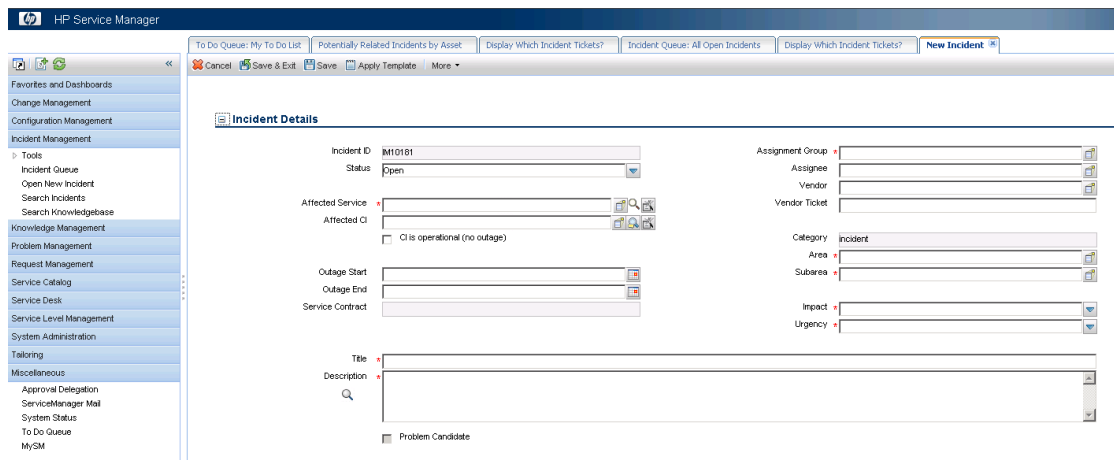 hp HP Service Manager
To Do Queue: My To Do List Potentially Related Incidents by Asset Display Which Incident Tickets? Incident Queue: All Open Incidents Display Which Incident Tickets? New Incident
« Cancel Save & Exit Save Apply Template More
Favorites and Dashboards
Change Management
Configuration Management
Incident Management
Tools
Incident Queue
Open New Incident
Search Incidents
Search Knowledgebase
Knowledge Management
Problem Management
Request Management
Service Catalog
Service Desk
Service Level Management
System Administration
Tailoring
Miscellaneous
Approval Delegation
ServiceManager Mail
System Status
To Do Queue
MySM
Incident Details
Incident ID IM10181
Status Open
Affected Service *
Affected CI
CI is operational (no outage)
Outage Start
Outage End
Service Contract
Assignment Group *
Assignee
Vendor
Vendor Ticket
Category incident
Area *
Subarea *
Impact *
Urgency *
Title *
Description *
Problem Candidate